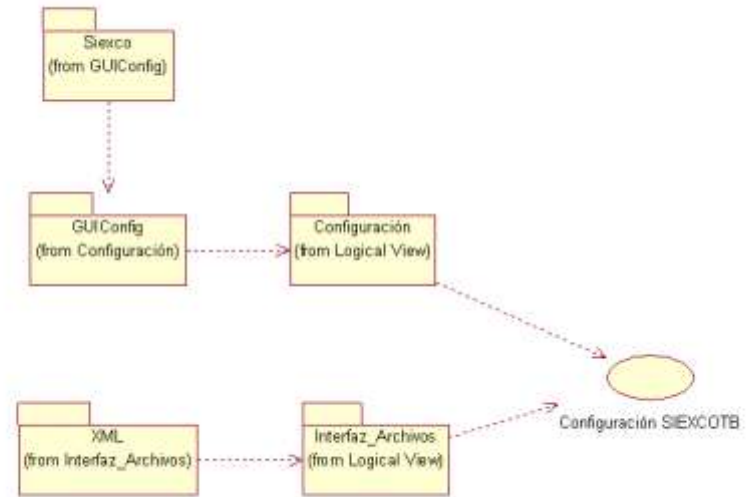 Siexco
(from GUIConfig)
GUIConfig
(from Configuración)
Configuración
(from Logical View)
Configuración SIEXCOTB
XML
(from Interfaz_Archivos)
Interfaz_Archivos
(from Logical View)